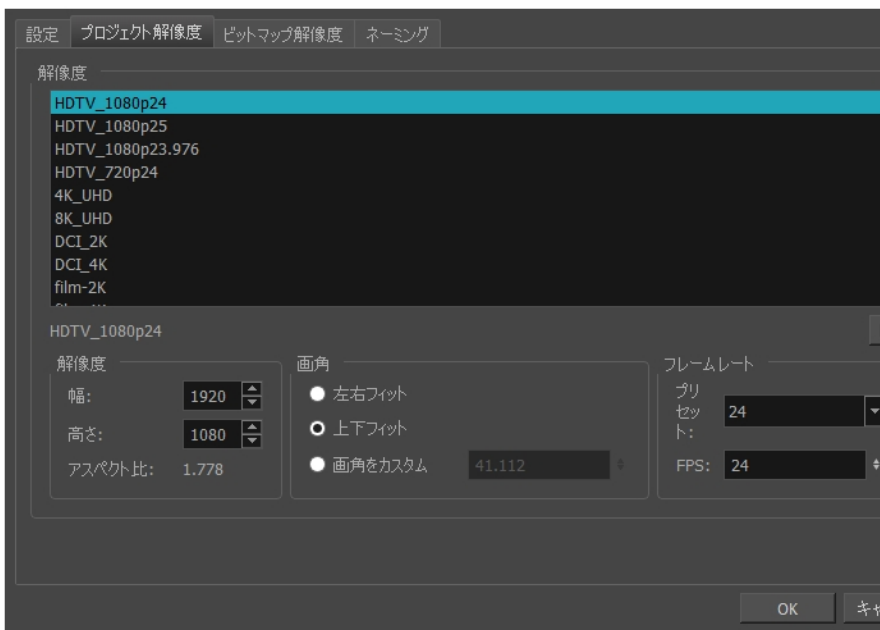 設定 プロジェクト解像度 ビットマップ解像度 ネーミング
解像度
HDTV_1080p24
HDTV_1080p25
HDTV_1080p23.976
HDTV_720p24
4K_UHD
8K_UHD
DCI_2K
DCI_4K
film-2K
HDTV_1080p24
解像度
幅: 1920
高さ: 1080
アスペクト比: 1.778
画角
左右フィット
上下フィット
画角をカスタム 41.112
フレームレート
プリ
セッ
ト:
24
FPS: 24
OK